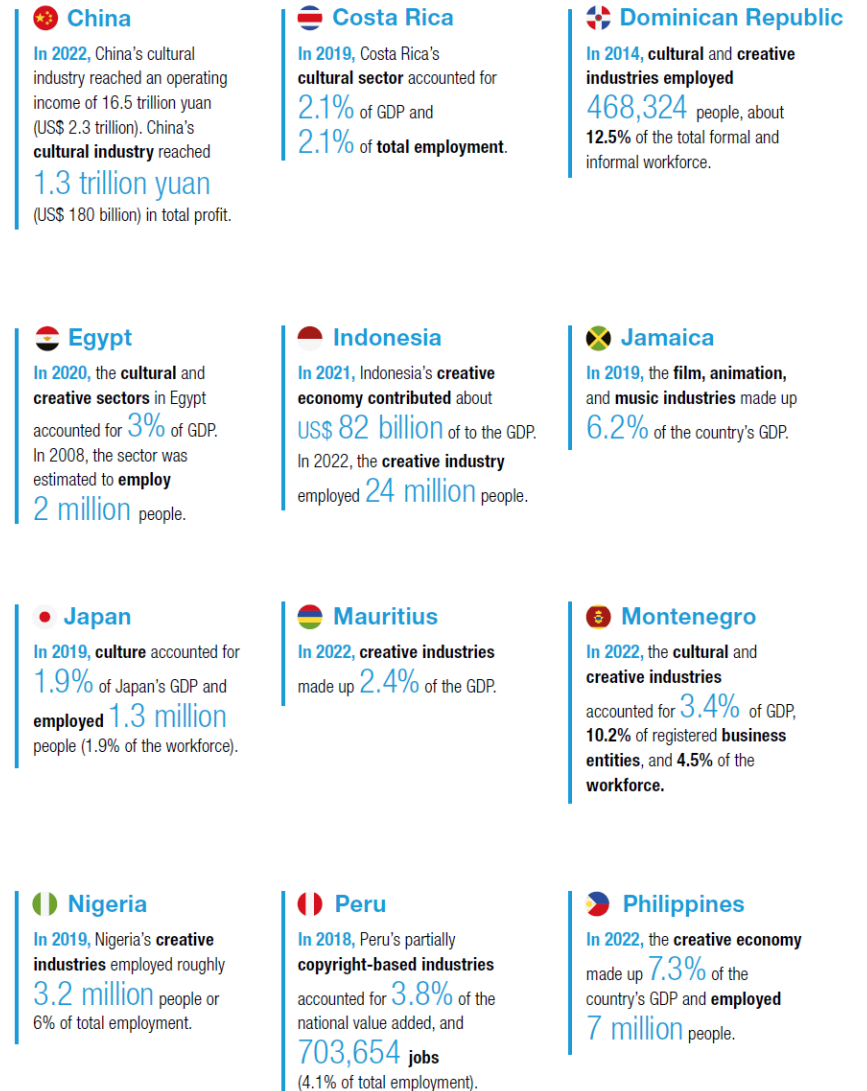 China
In 2022, China's cultural
industry reached an operating
income of 16.5 trillion yuan
(US$ 2.3 trillion). China's
cultural industry reached
1.3 trillion yuan
(US$ 180 billion) in total profit.
Costa Rica
In 2019, Costa Rica's
cultural sector accounted for
2.1% of GDP and
2.1% of total employment.
Dominican Republic
In 2014, cultural and creative
industries employed
468,324 people, about
12.5% of the total formal and
informal workforce.
Egypt
In 2020, the cultural and
creative sectors in Egypt
accounted for 3% of GDP.
In 2008, the sector was
estimated to employ
2 million people.
Indonesia
In 2021, Indonesia's creative
economy contributed about
US$ 82 billion of to the GDP.
In 2022, the creative industry
employed 24 million people.
Jamaica
In 2019, the film, animation,
and music industries made up
6.2% of the country's GDP.
Japan
In 2019, culture accounted for
1.9% of Japan's GDP and
employed 1.3 million
people (1.9% of the workforce).
Mauritius
In 2022, creative industries
made up 2.4% of the GDP.
Montenegro
In 2022, the cultural and
creative industries
accounted for 3.4% of GDP,
10.2% of registered business
entities, and 4.5% of the
workforce.
Nigeria
In 2019, Nigeria's creative
industries employed roughly
3.2 million people or
6% of total employment.
Peru
In 2018, Peru's partially
copyright-based industries
accounted for 3.8% of the
national value added, and
703,654 jobs
(4.1% of total employment).
Philippines
In 2022, the creative economy
made up 7.3% of the
country's GDP and employed
7 million people.